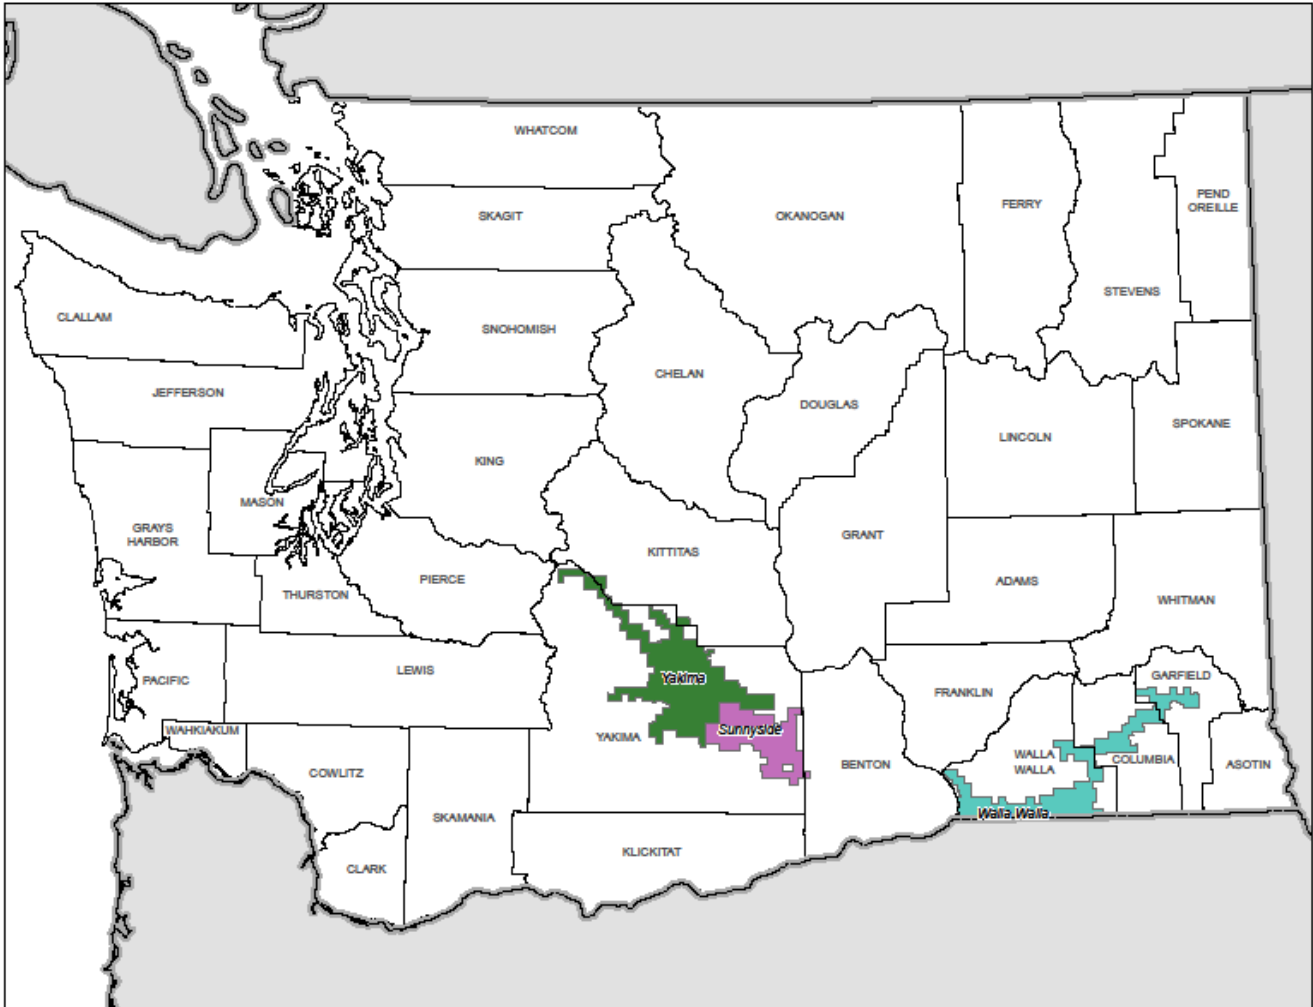 WHATCOM
PEND
OREILLE
FERRY
SKAGIT
OKANOGAN
STEVENS
CLALLAM
SNOHOMISH
CHELAN
JEFFERSON
DOUGLAS
SPOKANE
LINCOLN
KING
MASON
GRAYS
HARBOR
GRANT
KITTITAS
PIERCE
ADAMS
THURSTON
WHITMAN
LEWIS
GARFIELD
PACIFIC
Yakima
FRANKLIN
WAHKIAKUM
YAKIMA
Sunnyside
WALLA
WALLA
COLUMBIA
BENTON
ASOTIN
COWLITZ
Walla Walla
SKAMANIA
KLICKITAT
CLARK